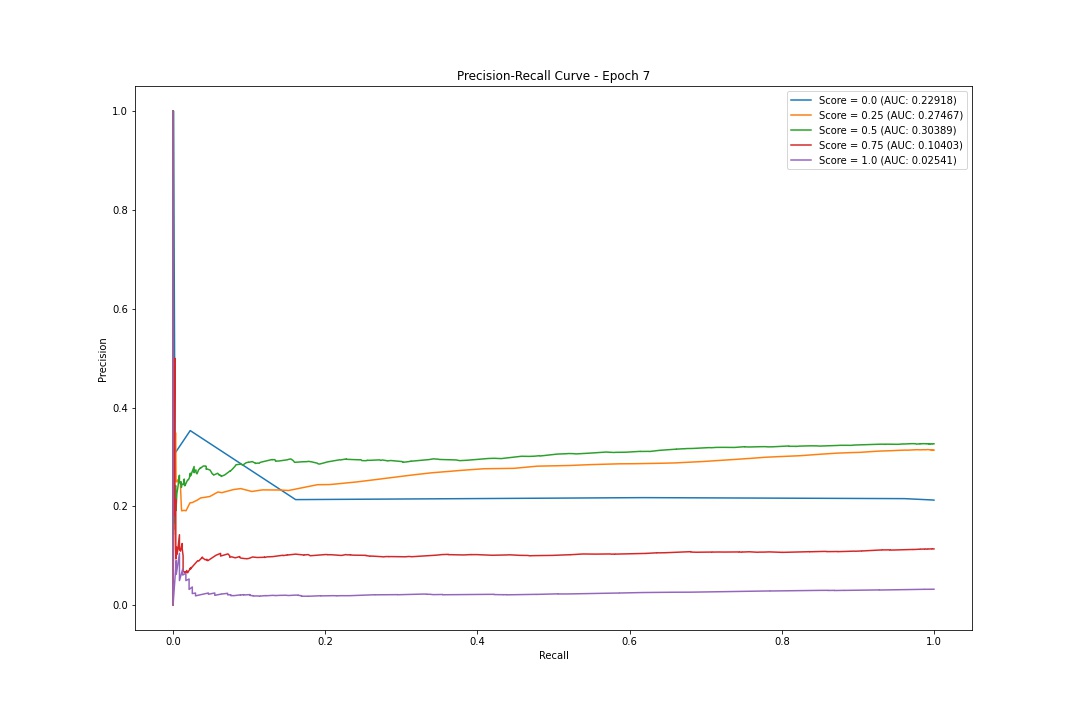 Precision-Recall Curve - Epoch 7
Score = 0.0 (AUC: 0.22918)
Score = 0.25 (AUC: 0.27467)
Score = 0.5 (AUC: 0.30389)
Score = 0.75 (AUC: 0.10403)
Score = 1.0 (AUC: 0.02541)
1.0
0.8
0.6
0.4
0.2
0.0
Precision
0.0 0.2 0.4 0.6 0.8 1.0
Recall